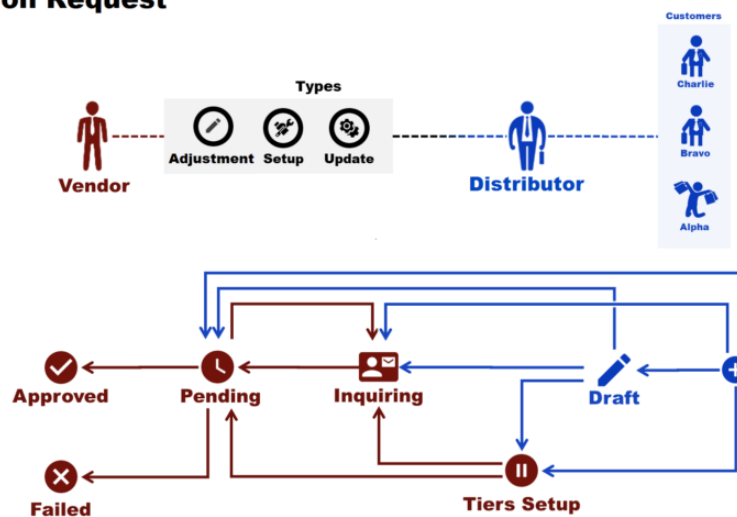 on Request
Customers
Types
Charlie
Adjustment Setup Update
Bravo
Vendor
Distributor
Alpha
Approved
Pending
Inquiring
Draft
Failed
Tiers Setup